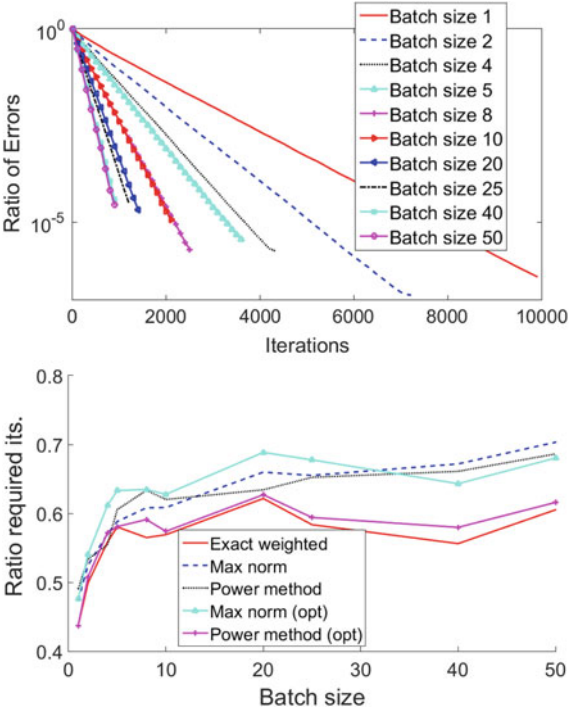 10^0
10^-5
Ratio of Errors
Batch size 1
Batch size 2
Batch size 4
Batch size 5
Batch size 8
Batch size 10
Batch size 20
Batch size 25
Batch size 40
Batch size 50
0 2000 4000 6000 8000 10000
Iterations
0.8
0.7
0.6
0.5
0.4
Ratio required its.
Exact weighted
Max norm
Power method
Max norm (opt)
Power method (opt)
0 10 20 30 40 50
Batch size